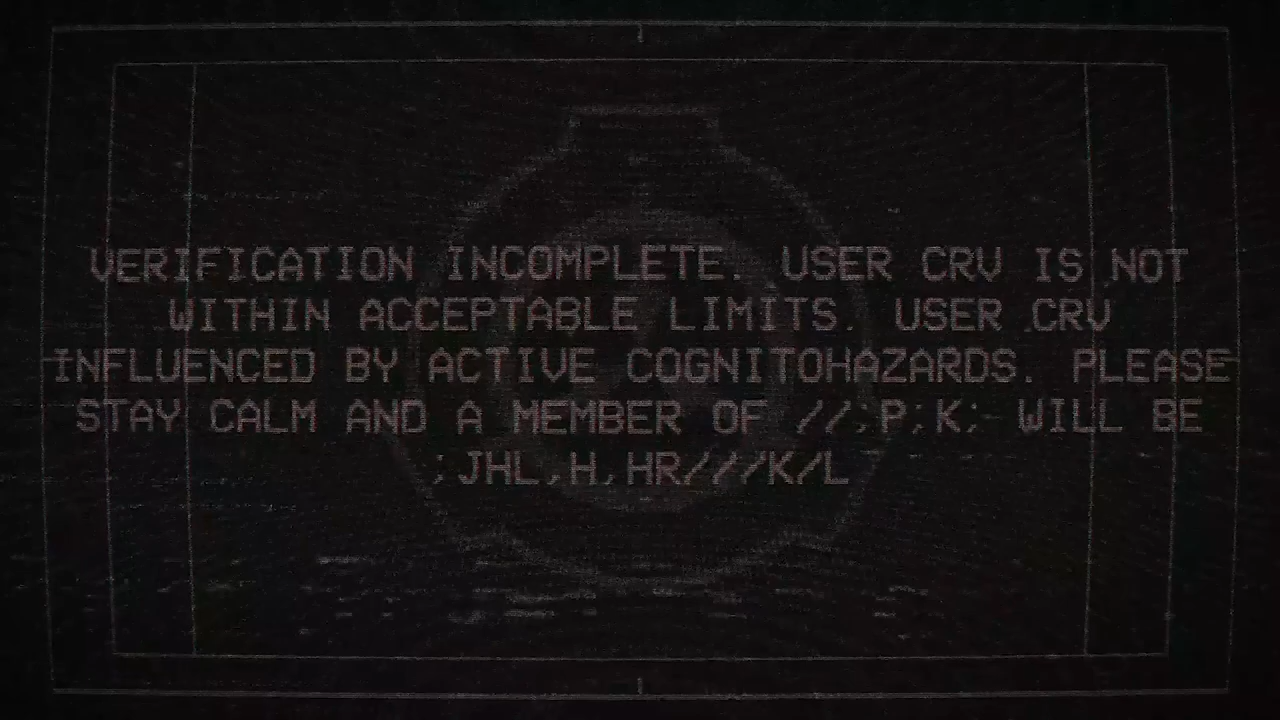 VERIFICATION INCOMPLETE. USER CRV IS NOT
WITHIN ACCEPTABLE LIMITS. USER CRV
INFLUENCED BY ACTIVE COGNITOHAZARDS. PLEASE
STAY CALM AND A MEMBER OF //;P;K;- WILL BE
;JHL,H,HR///K/L